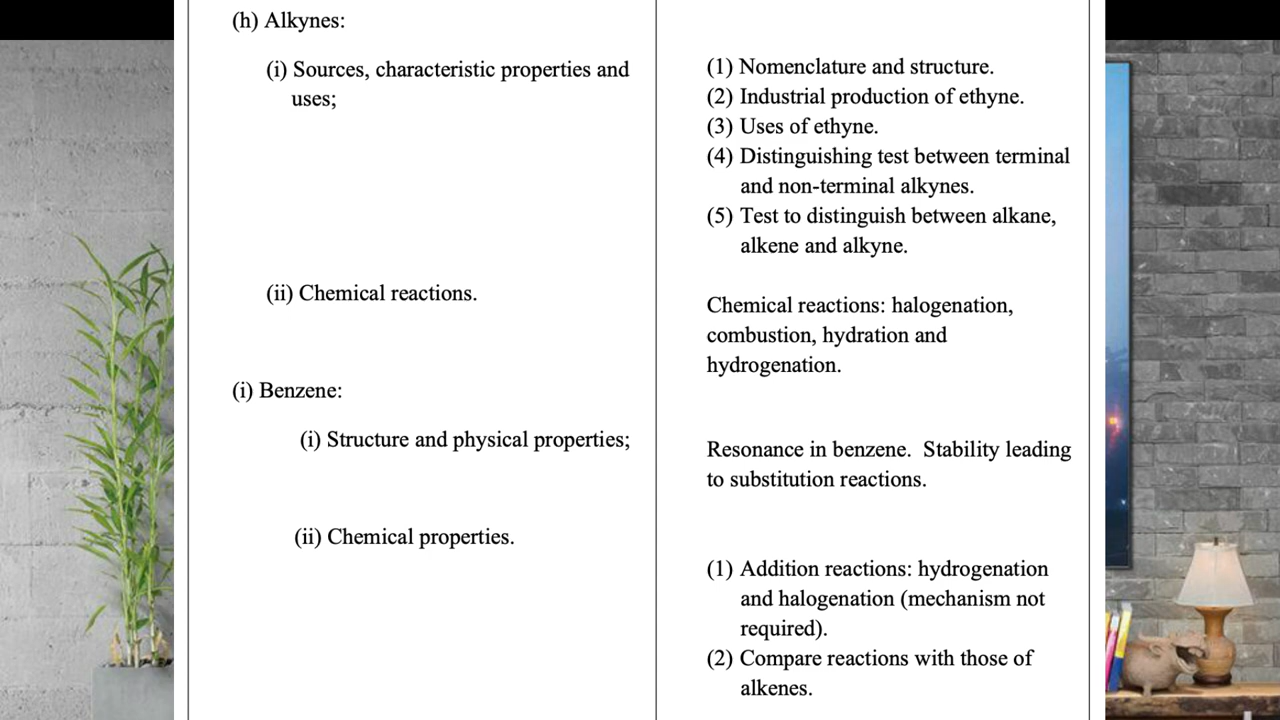 (h) Alkynes:
(i) Sources, characteristic properties and
uses;
(1) Nomenclature and structure.
(2) Industrial production of ethyne.
(3) Uses of ethyne.
(4) Distinguishing test between terminal
and non-terminal alkynes.
(5) Test to distinguish between alkane,
alkene and alkyne.
(ii) Chemical reactions.
Chemical reactions: halogenation,
combustion, hydration and
hydrogenation.
(i) Benzene:
(i) Structure and physical properties;
Resonance in benzene. Stability leading
to substitution reactions.
(ii) Chemical properties.
(1) Addition reactions: hydrogenation
and halogenation (mechanism not
required).
(2) Compare reactions with those of
alkenes.